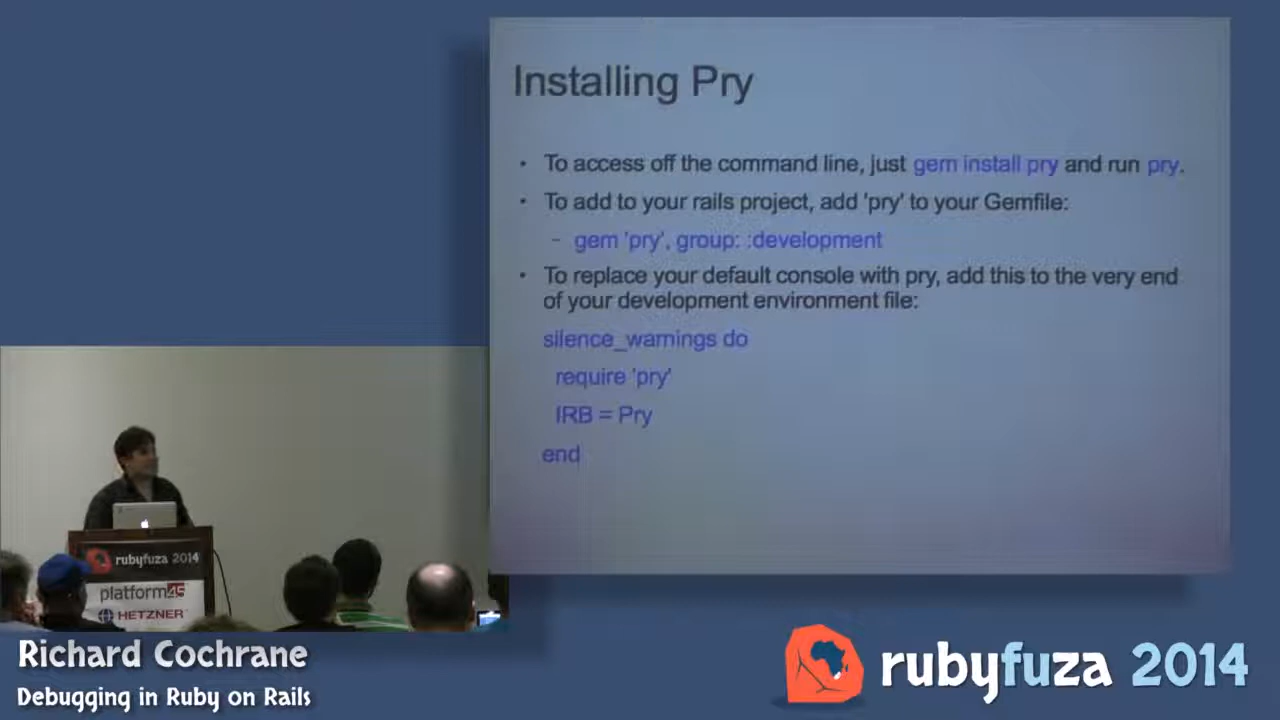 Installing Pry
• To access off the command line, just gem install pry and run pry.
• To add to your rails project, add 'pry' to your Gemfile:
– gem 'pry', group: :development
• To replace your default console with pry, add this to the very end
of your development environment file:
silence_warnings do
require 'pry'
IRB = Pry
end
rubyfuza 2014
platform45
HETZNER
Richard Cochrane
Debugging in Ruby on Rails
rubyfuza 2014